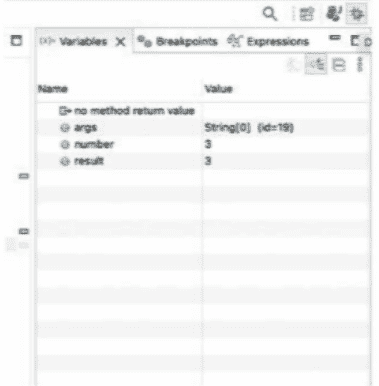 Variables Breakpoints Expressions
Name Value
no method return value
args String[0] (id=19)
number 3
result 3